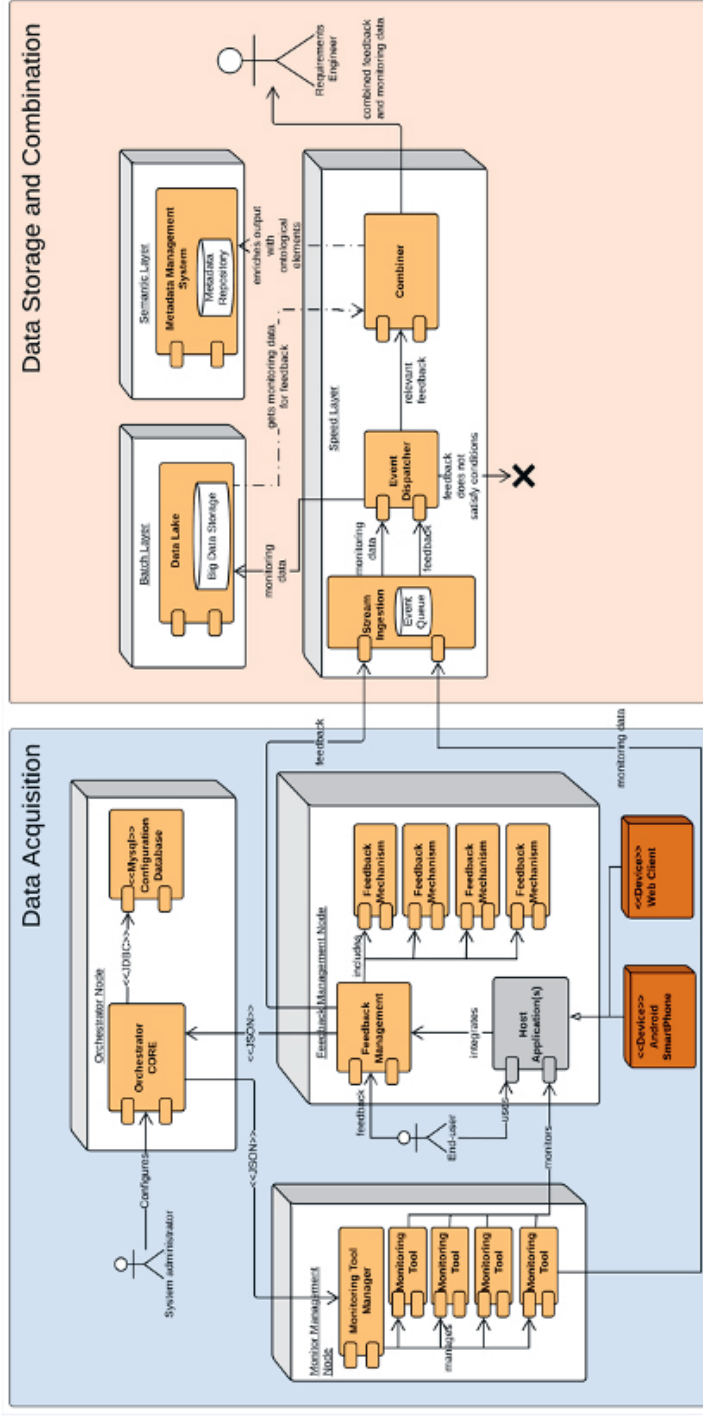 Data Acquisition
System administrator
Configures
Orchestrator Node
Orchestrator
CORE
<<JDBC>>
<<Mysql>>
Configuration
Database
<<JSON>>
<<JSON>>
Monitor Management
Node
Monitoring Tool
Manager
Monitoring
Tool
Monitoring
Tool
Monitoring
Tool
Monitoring
Tool
manages
monitors
End-user
feedback
uses
Feedback Management Node
Feedback
Management
includes
Feedback
Mechanism
Feedback
Mechanism
Feedback
Mechanism
Feedback
Mechanism
integrates
Host
Application(s)
<<Device>>
Android
SmartPhone
<<Device>>
Web Client
feedback
monitoring data
Data Storage and Combination
Batch Layer
Data Lake
Big Data Storage
Semantic Layer
Metadata Management
System
Metadata
Repository
monitoring
data
gets monitoring data
for feedback
enriches output
with
ontological
elements
Speed Layer
Stream
Ingestion
Event
Queue
monitoring
data
feedback
Event
Dispatcher
relevant
feedback
feedback
does not
satisfy conditions
Combiner
Requirements
Engineer
combined feedback
and monitoring data